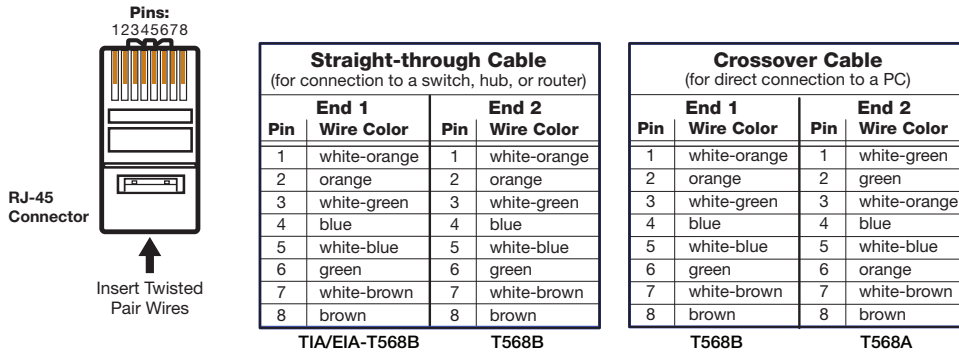 Pins:
12345678
RJ-45
Connector
Insert Twisted
Pair Wires
Straight-through Cable
(for connection to a switch, hub, or router)
End 1 End 2
Pin Wire Color Pin Wire Color
1 white-orange 1 white-orange
2 orange 2 orange
3 white-green 3 white-green
4 blue 4 blue
5 white-blue 5 white-blue
6 green 6 green
7 white-brown 7 white-brown
8 brown 8 brown
TIA/EIA-T568B T568B
Crossover Cable
(for direct connection to a PC)
End 1 End 2
Pin Wire Color Pin Wire Color
1 white-orange 1 white-green
2 orange 2 green
3 white-green 3 white-orange
4 blue 4 blue
5 white-blue 5 white-blue
6 green 6 orange
7 white-brown 7 white-brown
8 brown 8 brown
T568B T568A